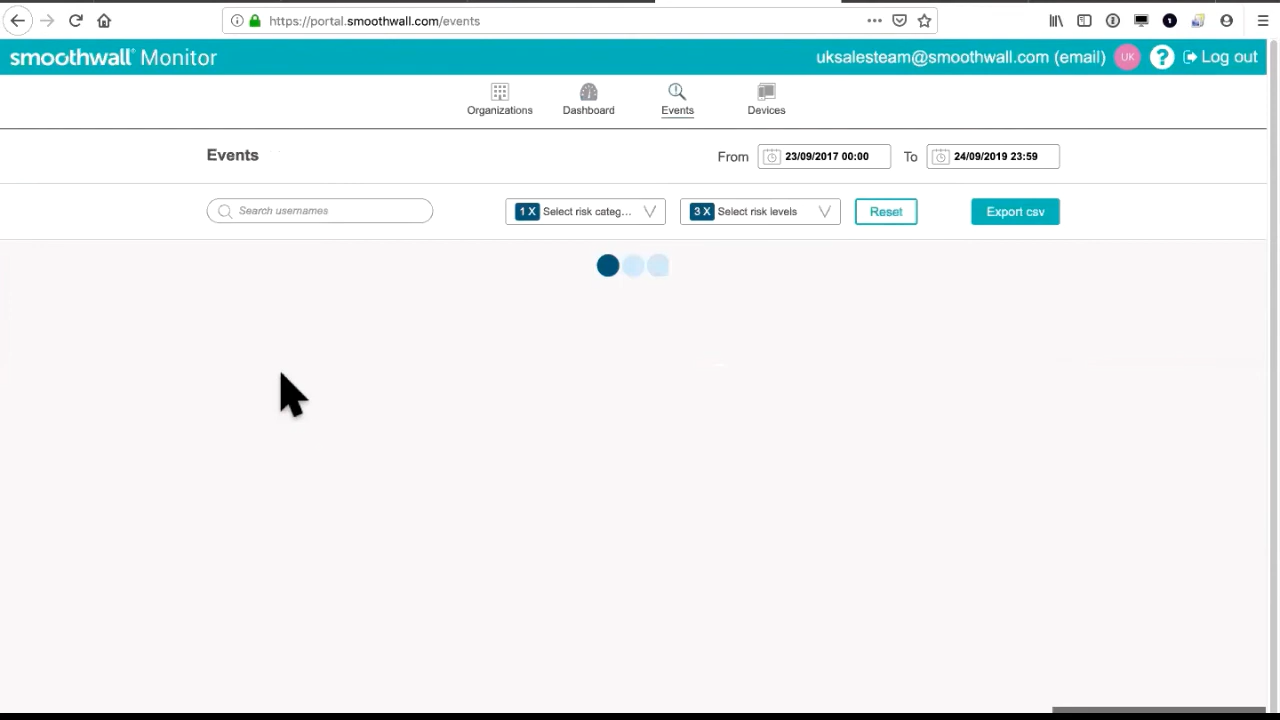 https://portal.smoothwall.com/events
smoothwall® Monitor
uksalesteam@smoothwall.com (email) UK ? Log out
Organizations Dashboard Events Devices
Events
From 23/09/2017 00:00 To 24/09/2019 23:59
Search usernames
1 X Select risk categ... 3 X Select risk levels Reset Export csv